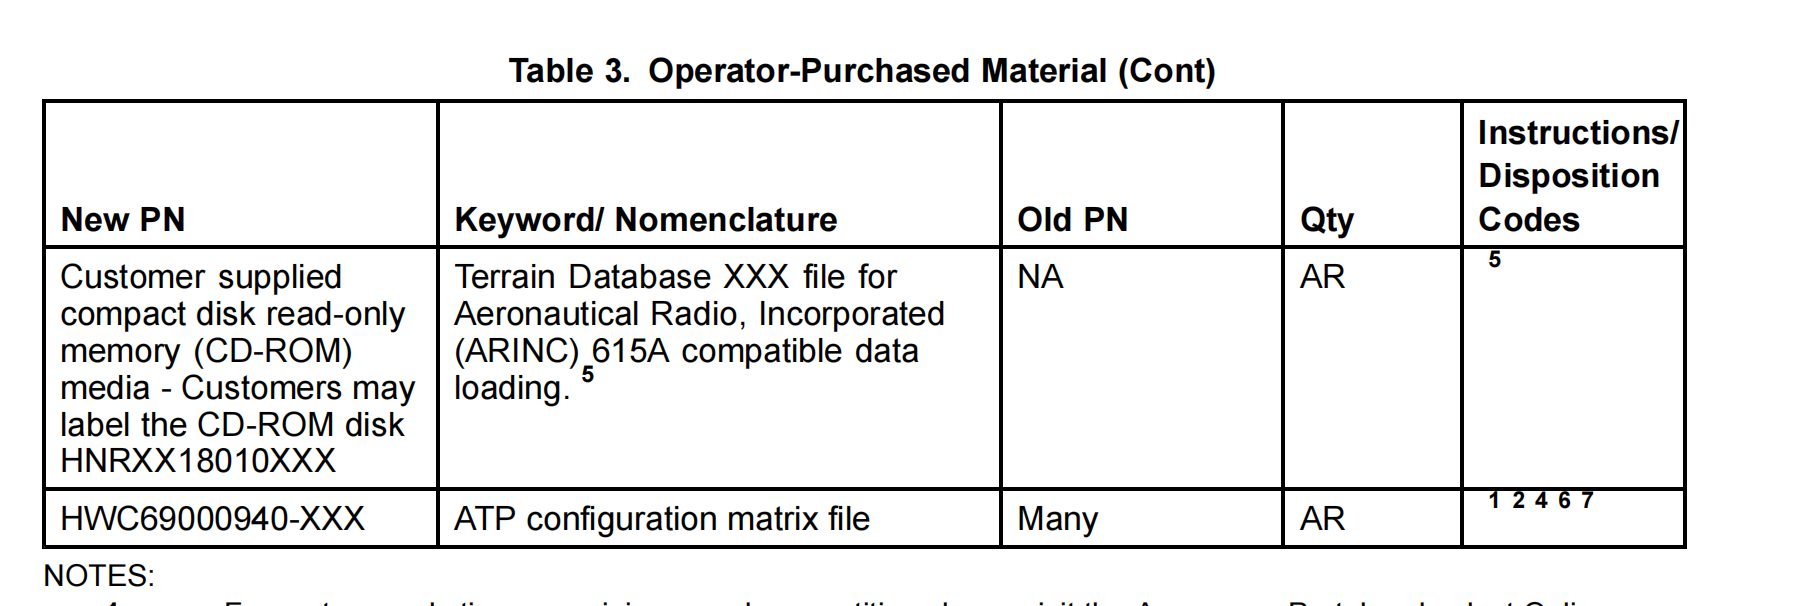 Table 3. Operator-Purchased Material (Cont)
New PN
Keyword/ Nomenclature
Old PN
Qty
Instructions/
Disposition
Codes
Customer supplied
compact disk read-only
memory (CD-ROM)
media - Customers may
label the CD-ROM disk
HNRXX18010XXX
Terrain Database XXX file for
Aeronautical Radio, Incorporated
(ARINC) 615A compatible data
loading. 5
NA
AR
5
HWC69000940-XXX
ATP configuration matrix file
Many
AR
1 2 4 6 7
NOTES: